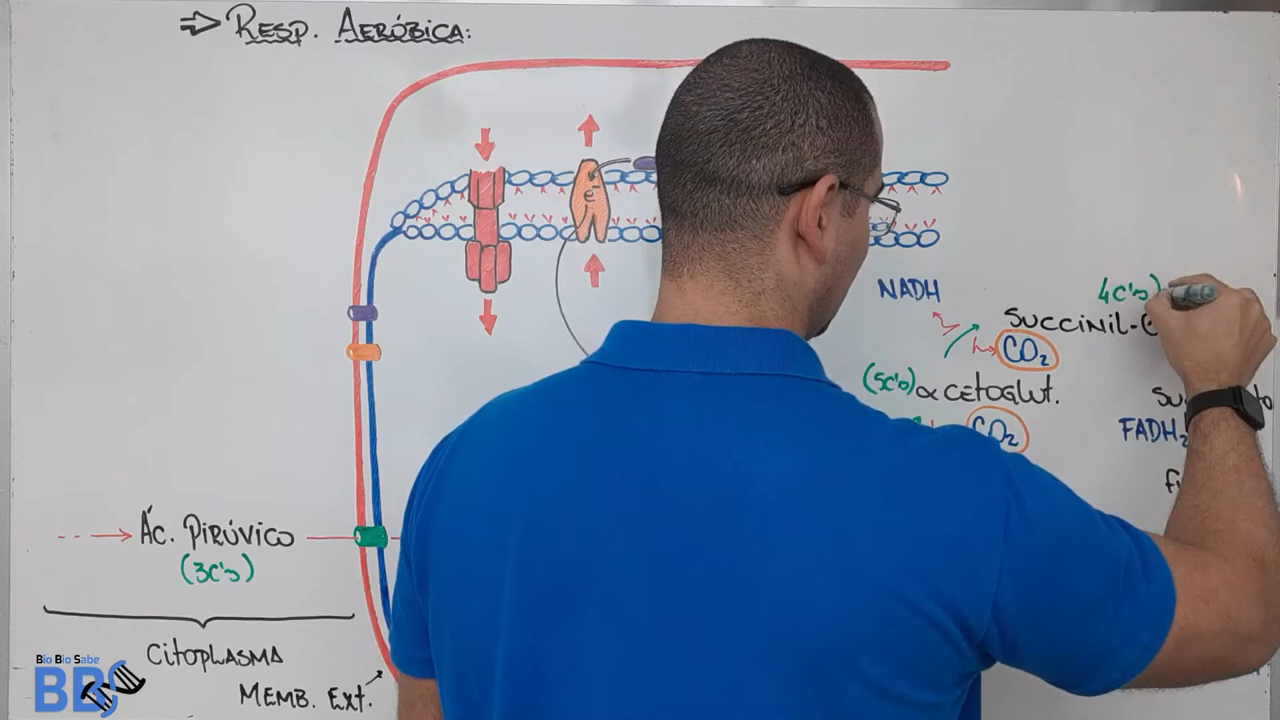 ⇒ RESP. AERÓBICA:
e⁻
NADH
4C's)
SUCCINIL-C
CO₂
(5C's) α CETOGLUT.
CO₂
FADH₂
ÁC. PIRÚVICO
(3C's)
CITOPLASMA
MEMB. EXT.
Bio Bio Sabe
BBS